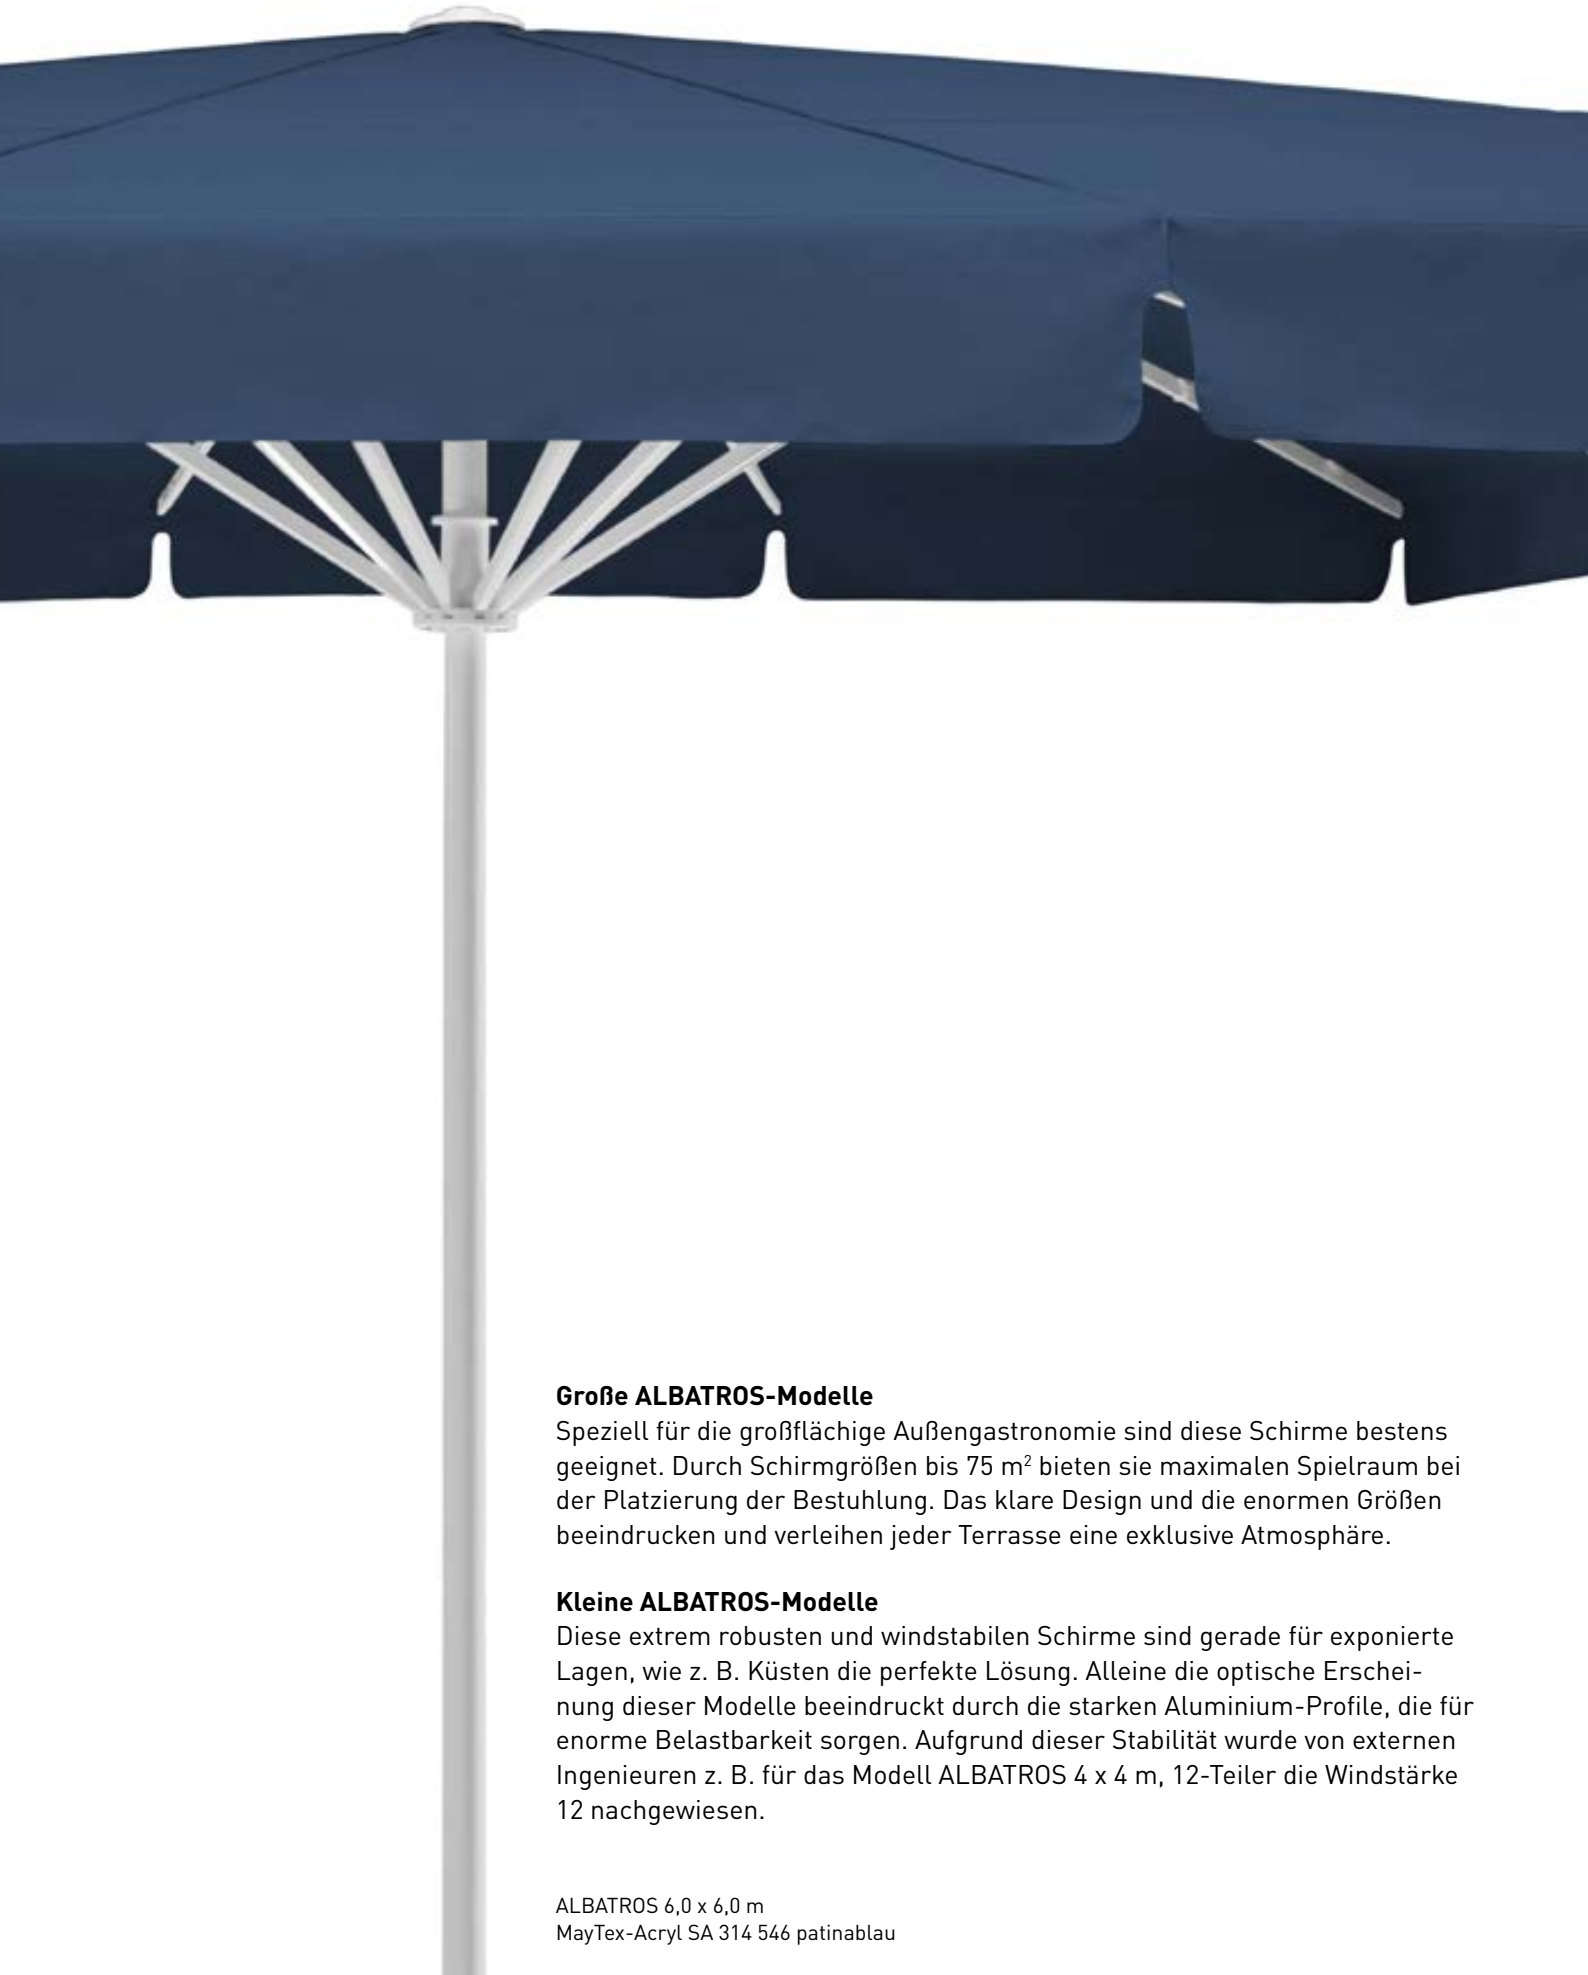 Große ALBATROS-Modelle
Speziell für die großflächige Außengastronomie sind diese Schirme bestens
geeignet. Durch Schirmgrößen bis 75 m² bieten sie maximalen Spielraum bei
der Platzierung der Bestuhlung. Das klare Design und die enormen Größen
beeindrucken und verleihen jeder Terrasse eine exklusive Atmosphäre.
Kleine ALBATROS-Modelle
Diese extrem robusten und windstabilen Schirme sind gerade für exponierte
Lagen, wie z. B. Küsten die perfekte Lösung. Alleine die optische Erschei-
nung dieser Modelle beeindruckt durch die starken Aluminium-Profile, die für
enorme Belastbarkeit sorgen. Aufgrund dieser Stabilität wurde von externen
Ingenieuren z. B. für das Modell ALBATROS 4 x 4 m, 12-Teiler die Windstärke
12 nachgewiesen.
ALBATROS 6,0 x 6,0 m
MayTex-Acryl SA 314 546 patinablau